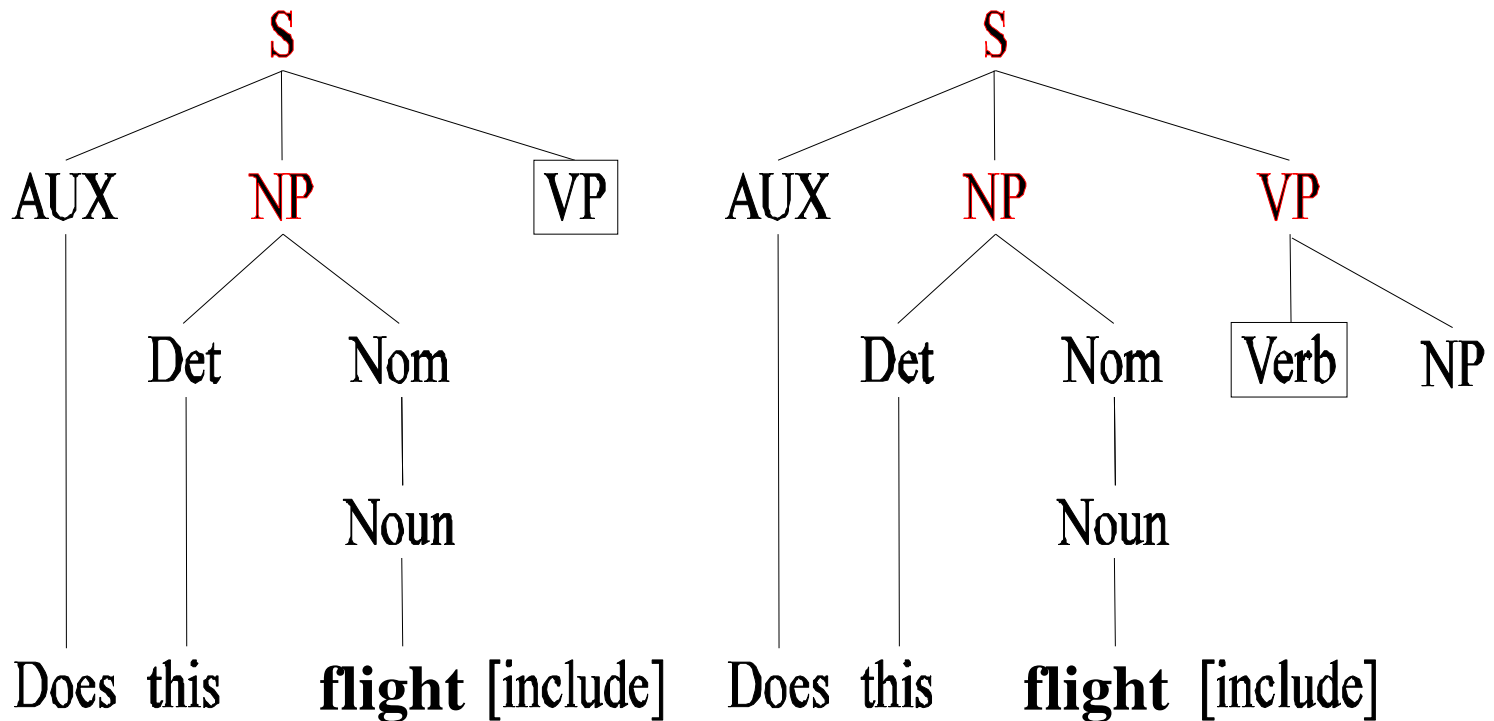 S
AUX NP VP
Det Nom
Noun
Does this flight [include]
S
AUX NP VP
Det Nom Verb NP
Noun
Does this flight [include]